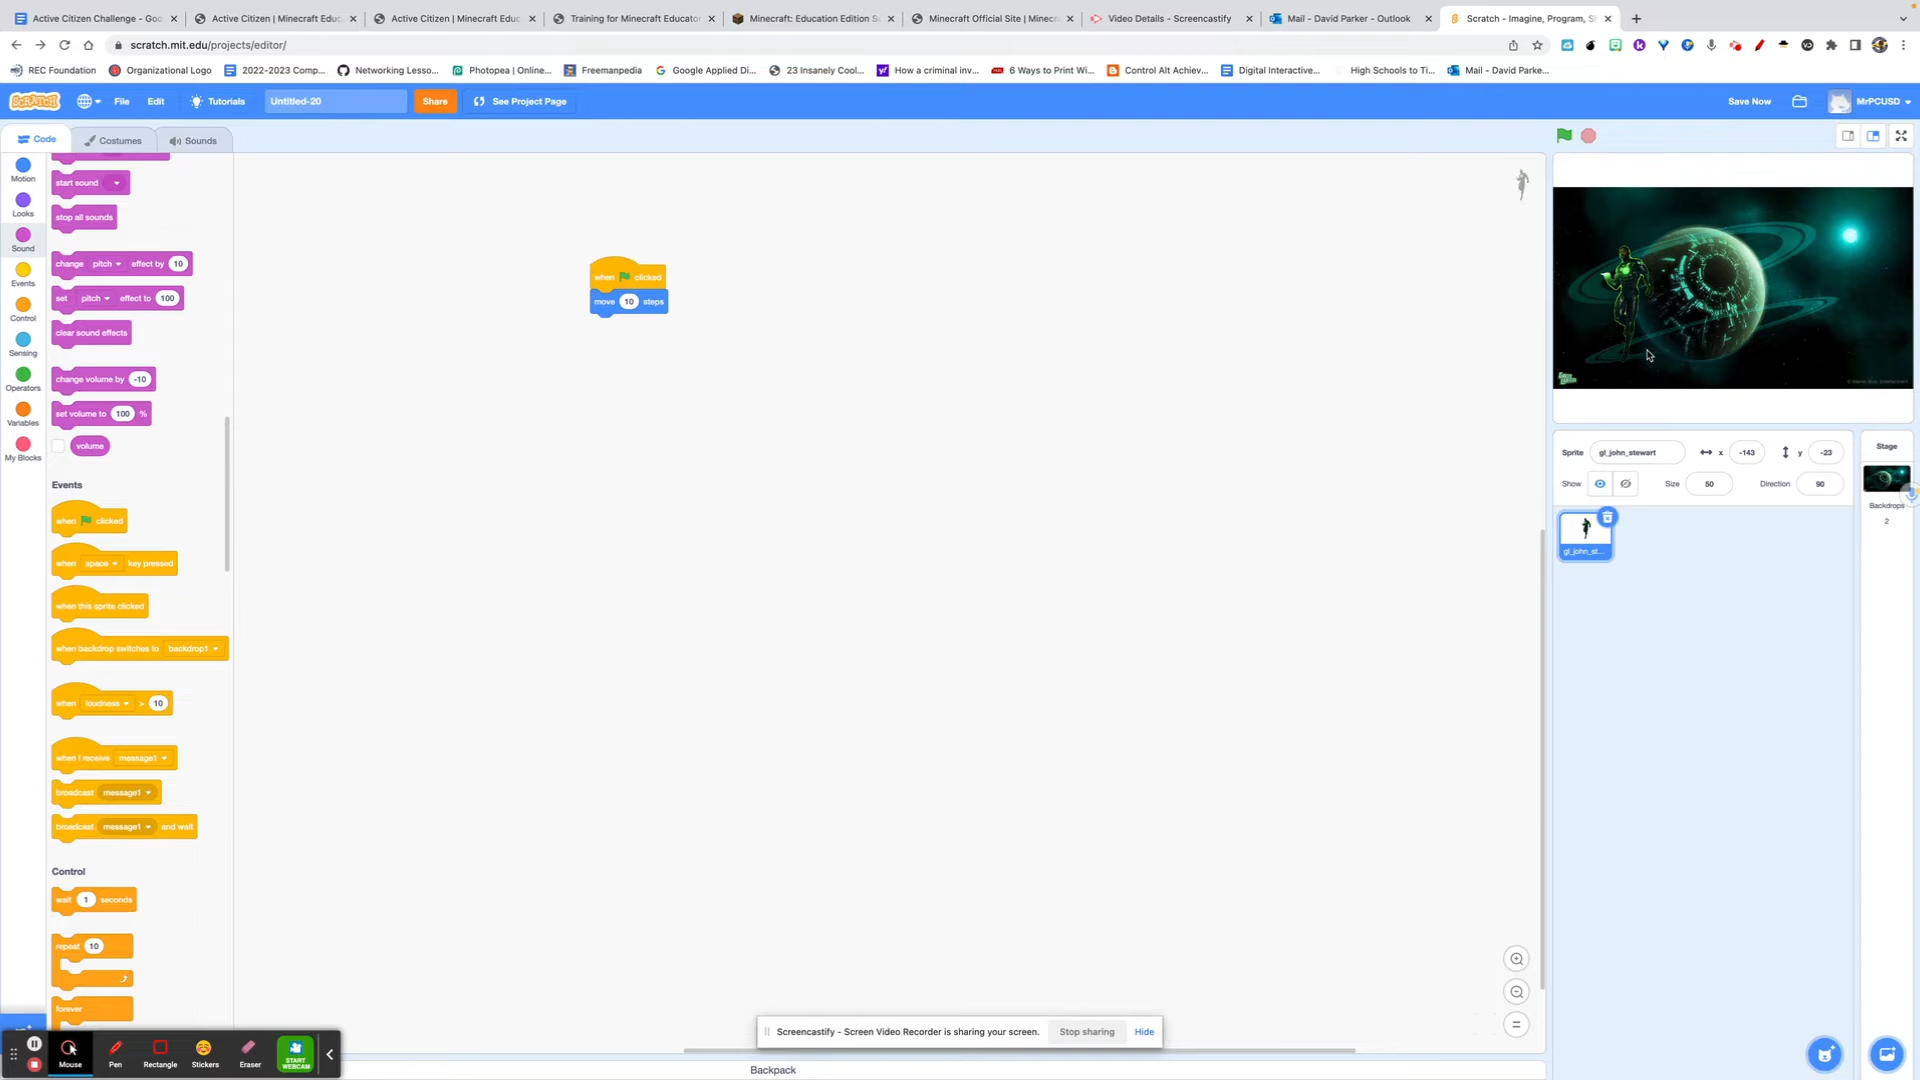 Active Citizen Challenge - Goo
Active Citizen | Minecraft Educ
Active Citizen | Minecraft Educ
Training for Minecraft Educator
Minecraft: Education Edition S
Minecraft Official Site | Minec
Video Details - Screencastify
Mail - David Parker - Outlook
Scratch - Imagine, Program, S
scratch.mit.edu/projects/editor/
REC Foundation
Organizational Logo
2022-2023 Comp...
Networking Lesso...
Photopea | Online...
Freemanpedia
Google Applied Di...
23 Insanely Cool...
How a criminal inv...
6 Ways to Print Wi...
Control Alt Achiev...
Digital Interactive...
High Schools to Ti...
Mail - David Parke...
SCRATCH
File
Edit
Tutorials
Untitled-20
Share
See Project Page
Save Now
MrPCUSD
Code
Costumes
Sounds
Motion
Looks
Sound
Events
Control
Sensing
Operators
Variables
My Blocks
start sound
stop all sounds
change pitch effect by 10
set pitch effect to 100
clear sound effects
change volume by -10
set volume to 100 %
volume
Events
when clicked
when space key pressed
when this sprite clicked
when backdrop switches to backdrop1
when loudness > 10
when I receive message1
broadcast message1
broadcast message1 and wait
Control
wait 1 seconds
repeat 10
forever
when clicked
move 10 steps
Sprite gl_john_stewart x -143 y -23
Show Size 50 Direction 90
gl_john_st...
Stage
Backdrops
2
Screencastify - Screen Video Recorder is sharing your screen.
Stop sharing
Hide
Mouse
Pen
Rectangle
Stickers
Eraser
START
WEBCAM
Backpack